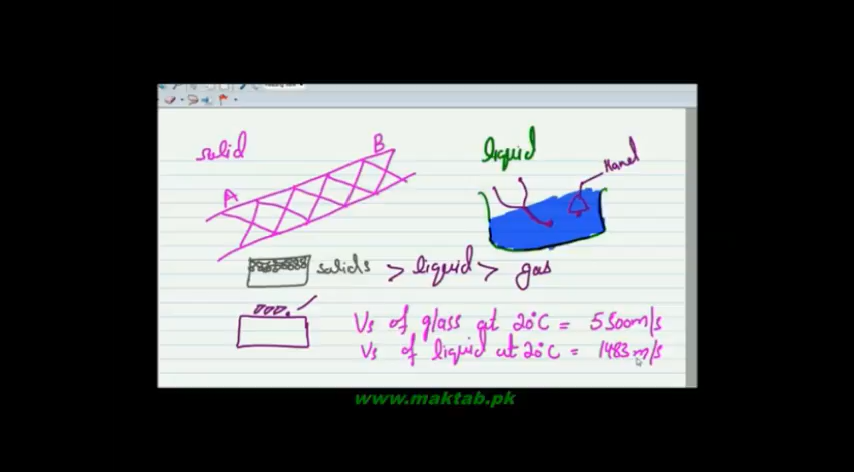 solid
B
A
liquid
Hand
solids > liquid > gas
Vs of glass at 20°C = 5500m/s
Vs of liquid at 20°C = 1483 m/s
www.maktab.pk